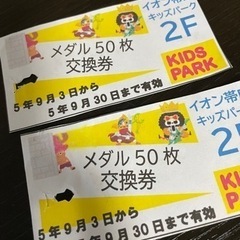 メダル50枚
交換券
イオン帯
キッズパーク
2F
KIDS
PARK
5年9月3日から
5年9月30日まで有効
メダル50枚
交換券
イオン帯
キッズパーク
KIDS
PARK
5年9月3日から
5年9月30日まで有効